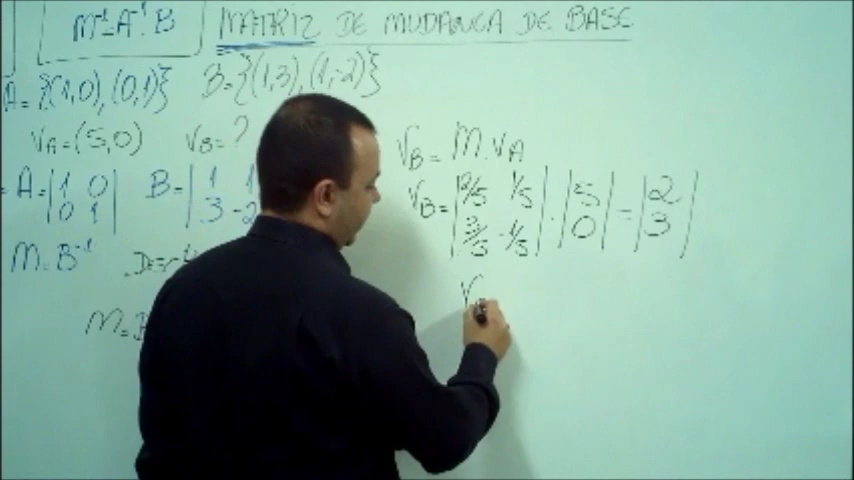 M⁻¹=A⁻¹.B MATRIZ DE MUDANÇA DE BASE
A={(1,0),(0,1)} B={(1,3),(1,-2)}
VA=(5,0) VB=?
VB=M.VA
=A=|1 0| B=|1 1
|0 1| |3 -2
VB=|2/5 1/5|.|5|=|2|
|3/5 -1/5| |0| |3|
M=B⁻¹
M=B
V